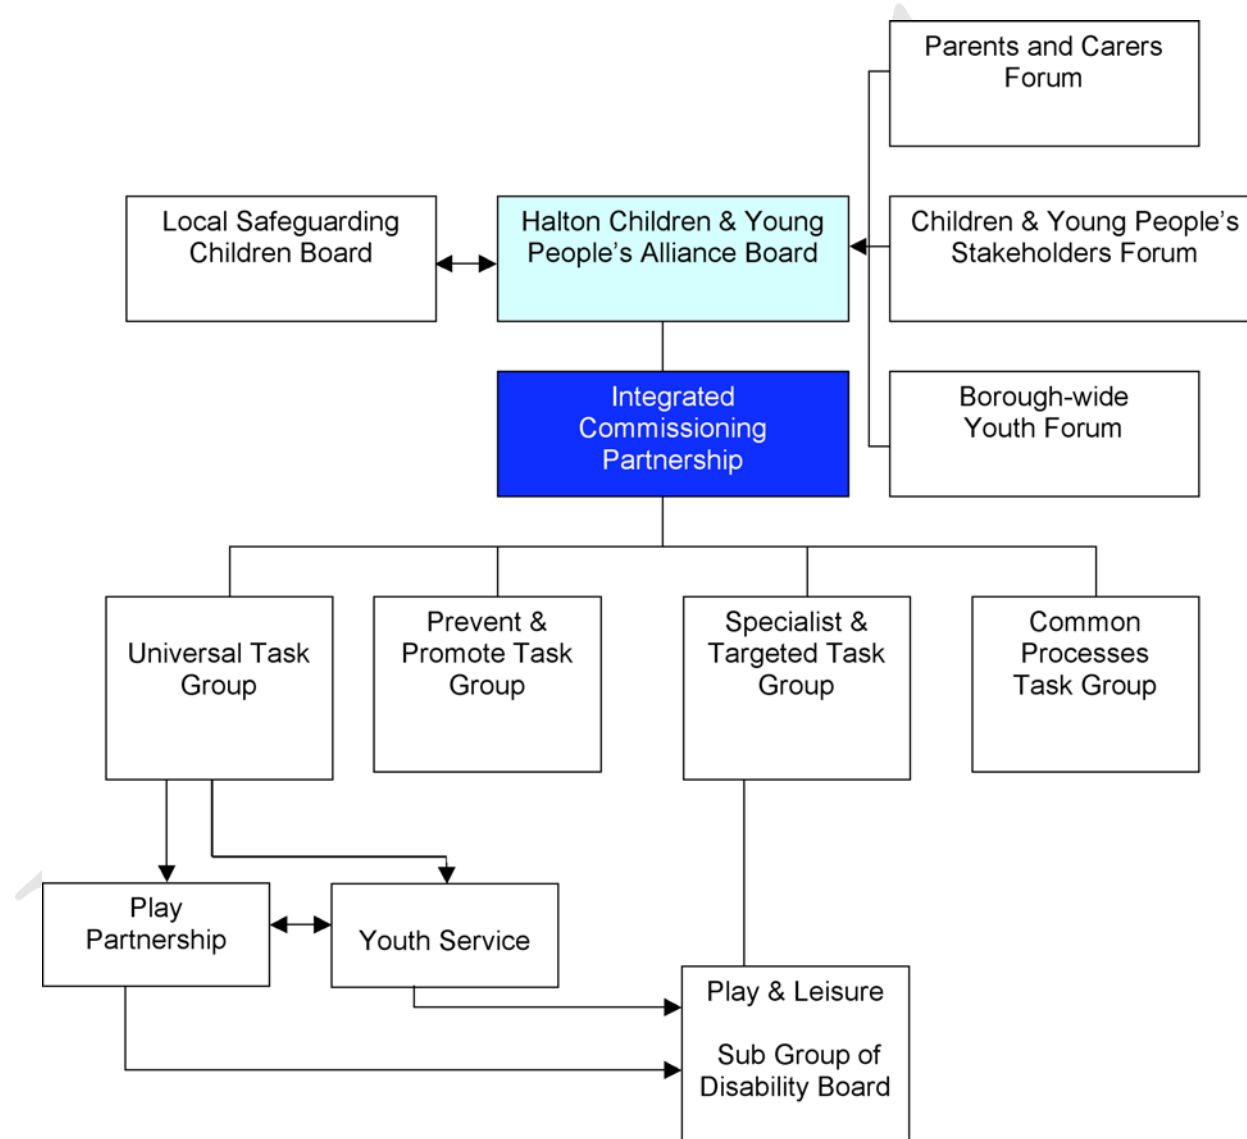 Parents and Carers
Forum
Local Safeguarding
Children Board
Halton Children & Young
People’s Alliance Board
Children & Young People’s
Stakeholders Forum
Integrated
Commissioning
Partnership
Borough-wide
Youth Forum
Universal Task
Group
Prevent &
Promote Task
Group
Specialist &
Targeted Task
Group
Common
Processes
Task Group
Play
Partnership
Youth Service
Play & Leisure
Sub Group of
Disability Board